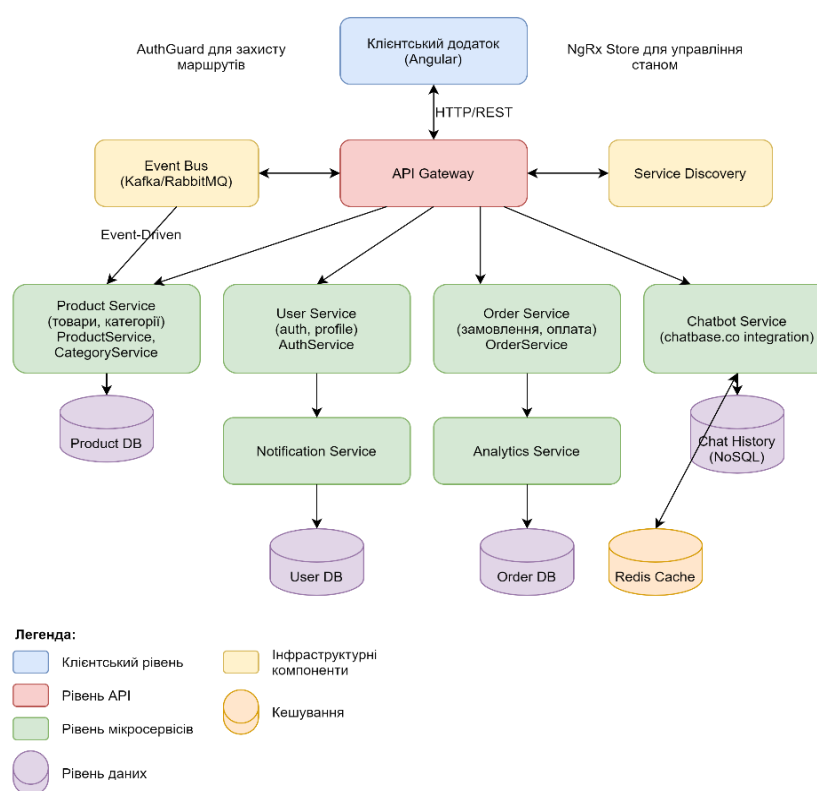 AuthGuard для захисту
маршрутів
Клієнтський додаток
(Angular)
NgRx Store для управління
станом
HTTP/REST
Event Bus
(Kafka/RabbitMQ)
API Gateway
Service Discovery
Event-Driven
Product Service
(товари, категорії)
ProductService,
CategoryService
User Service
(auth, profile)
AuthService
Order Service
(замовлення, оплата)
OrderService
Chatbot Service
(chatbase.co integration)
Product DB
Notification Service
Analytics Service
Chat History
(NoSQL)
User DB
Order DB
Redis Cache
Легенда:
Клієнтський рівень
Рівень API
Рівень мікросервісів
Рівень даних
Інфраструктурні
компоненти
Кешування